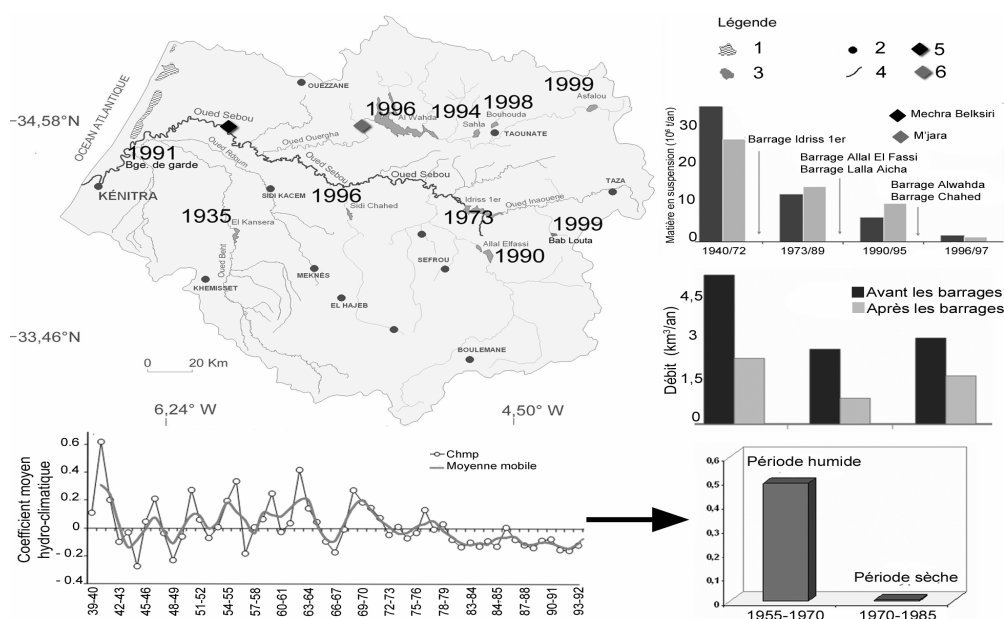 OCEAN ATLANTIQUE
OUEZZANE
1999
Asfalou
1996
Al Wahda
1994
1998
Bouhouda
Sahla
TAOUNATE
−34,58°N
Oued Sebou
Oued Ouergha
Oued Rdoum
Oued Sebou
Oued Sebou
1991
Bge. de garde
KÉNITRA
SIDI KACEM
1996
Sidi Chahed
Idriss 1er
1973
Oued Inaouene
TAZA
1935
El Kansera
Oued Beht
1999
Bab Louta
Allal Elfassi
1990
SEFROU
MEKNÈS
KHEMISSET
EL HAJEB
BOULEMANE
−33,46°N
0 20 Km
6,24° W
4,50° W
Légende
1 2 5
3 4 6
Mechra Belksiri
M'jara
Matière en suspension (10⁶ t/an)
30
20
10
0
Barrage Idriss 1er
Barrage Allal El Fassi
Barrage Lalla Aicha
Barrage Alwahda
Barrage Chahed
1940/72 1973/89 1990/95 1996/97
Débit (km³/an)
4,5
3
1,5
0
Avant les barrages
Après les barrages
Coefficient moyen
hydro-climatique
0.6
0.4
0.2
0
- 0.2
- 0.4
Chmp
Moyenne mobile
39-40 42-43 45-46 48-49 51-52 54-55 57-58 60-61 63-64 66-67 69-70 72-73 75-76 78-79 83-84 84-85 87-88 90-91 93-92
0,6
0,5
0,4
0,3
0,2
0,1
0
Période humide
Période sèche
1955-1970 1970-1985